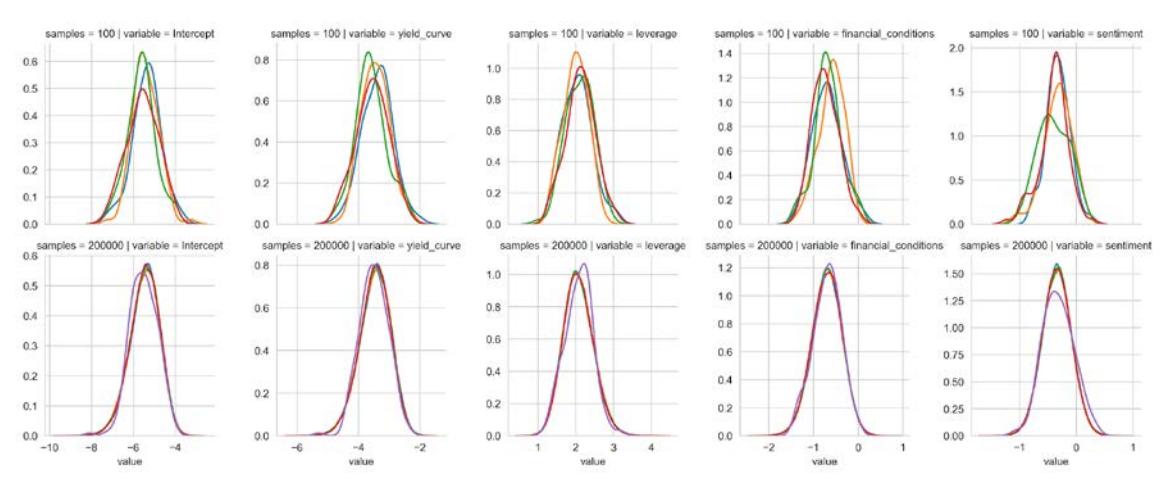 samples = 100 | variable = Intercept
samples = 100 | variable = yield_curve
samples = 100 | variable = leverage
samples = 100 | variable = financial_conditions
samples = 100 | variable = sentiment
0.6 0.5 0.4 0.3 0.2 0.1 0.0
0.8 0.6 0.4 0.2 0.0
1.0 0.8 0.6 0.4 0.2 0.0
1.4 1.2 1.0 0.8 0.6 0.4 0.2 0.0
2.0 1.5 1.0 0.5 0.0
samples = 200000 | variable = Intercept
samples = 200000 | variable = yield_curve
samples = 200000 | variable = leverage
samples = 200000 | variable = financial_conditions
samples = 200000 | variable = sentiment
0.6 0.5 0.4 0.3 0.2 0.1 0.0
0.8 0.6 0.4 0.2 0.0
1.0 0.8 0.6 0.4 0.2 0.0
1.2 1.0 0.8 0.6 0.4 0.2 0.0
1.50 1.25 1.00 0.75 0.50 0.25 0.00
−10 −8 −6 −4
−6 −4 −2
1 2 3 4
−2 −1 0 1
−1 0 1
value
value
value
value
value